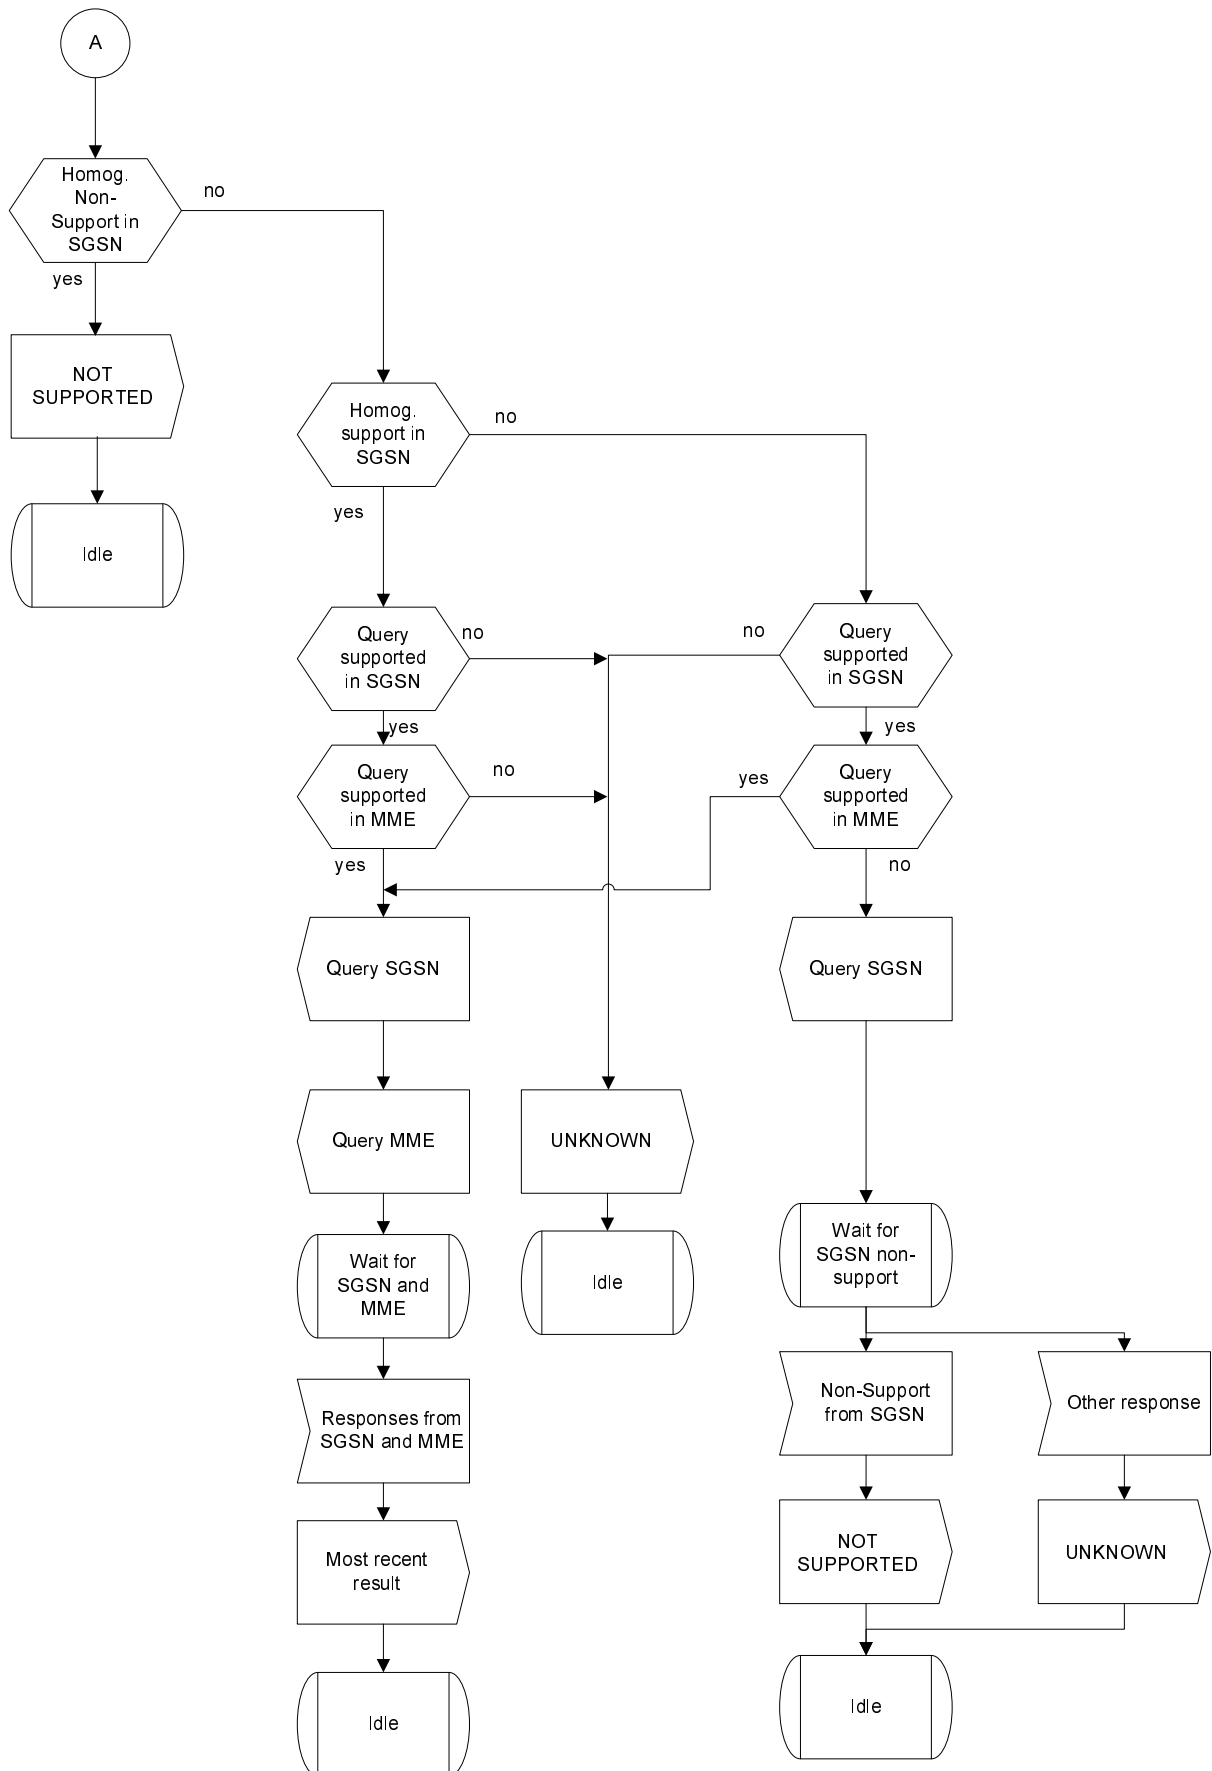 A
Homog.
Non-
Support in
SGSN
no
yes
NOT
SUPPORTED
Idle
Homog.
support in
SGSN
no
yes
Query
supported
in SGSN
no
yes
Query
supported
in SGSN
no
yes
Query
supported
in MME
no
yes
Query
supported
in MME
yes
no
Query SGSN
Query SGSN
Query MME
UNKNOWN
Wait for
SGSN and
MME
Idle
Wait for
SGSN non-
support
Responses from
SGSN and MME
Non-Support
from SGSN
Other response
Most recent
result
NOT
SUPPORTED
UNKNOWN
Idle
Idle